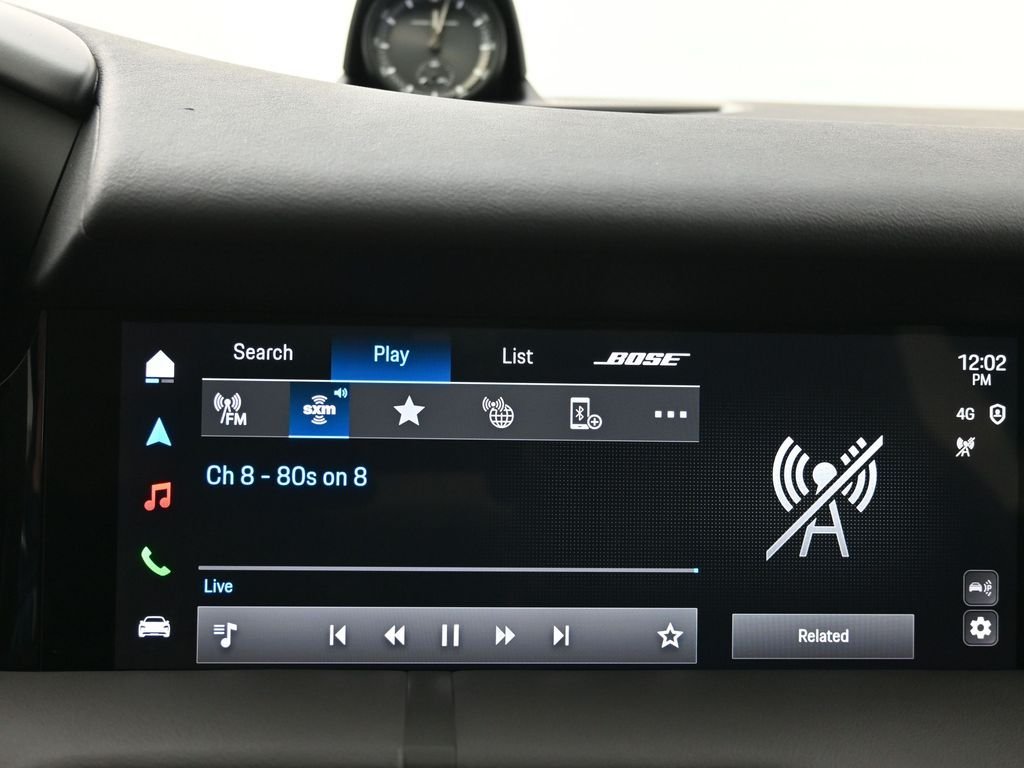 Search
Play
List
BOSE
12:02
PM
FM
sxm
4G
Ch 8 - 80s on 8
Live
Related